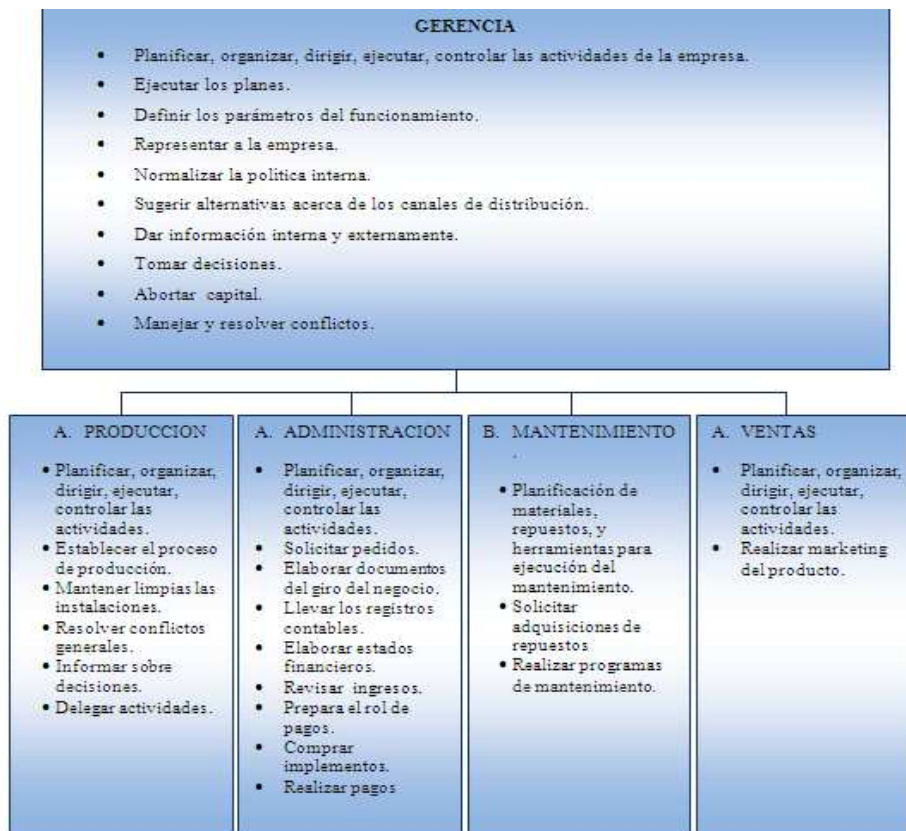 GERENCIA
• Planificar, organizar, dirigir, ejecutar, controlar las actividades de la empresa.
• Ejecutar los planes.
• Definir los parámetros del funcionamiento.
• Representar a la empresa.
• Normalizar la política interna.
• Sugerir alternativas acerca de los canales de distribución.
• Dar información interna y externamente.
• Tomar decisiones.
• Abortar capital.
• Manejar y resolver conflictos.
A. PRODUCCION
• Planificar, organizar,
dirigir, ejecutar,
controlar las
actividades.
• Establecer el proceso
de producción.
• Mantener limpias las
instalaciones.
• Resolver conflictos
generales.
• Informar sobre
decisiones.
• Delegar actividades.
A. ADMINISTRACION
• Planificar, organizar,
dirigir, ejecutar,
controlar las
actividades.
• Solicitar pedidos.
• Elaborar documentos
del giro del negocio.
• Llevar los registros
contables.
• Elaborar estados
financieros.
• Revisar ingresos.
• Prepara el rol de
pagos.
• Comprar
implementos.
• Realizar pagos
B. MANTENIMIENTO
.
• Planificación de
materiales,
repuestos, y
herramientas para
ejecución del
mantenimiento.
• Solicitar
adquisiciones de
repuestos
• Realizar programas
de mantenimiento.
A. VENTAS
• Planificar, organizar,
dirigir, ejecutar,
controlar las
actividades.
• Realizar marketing
del producto.